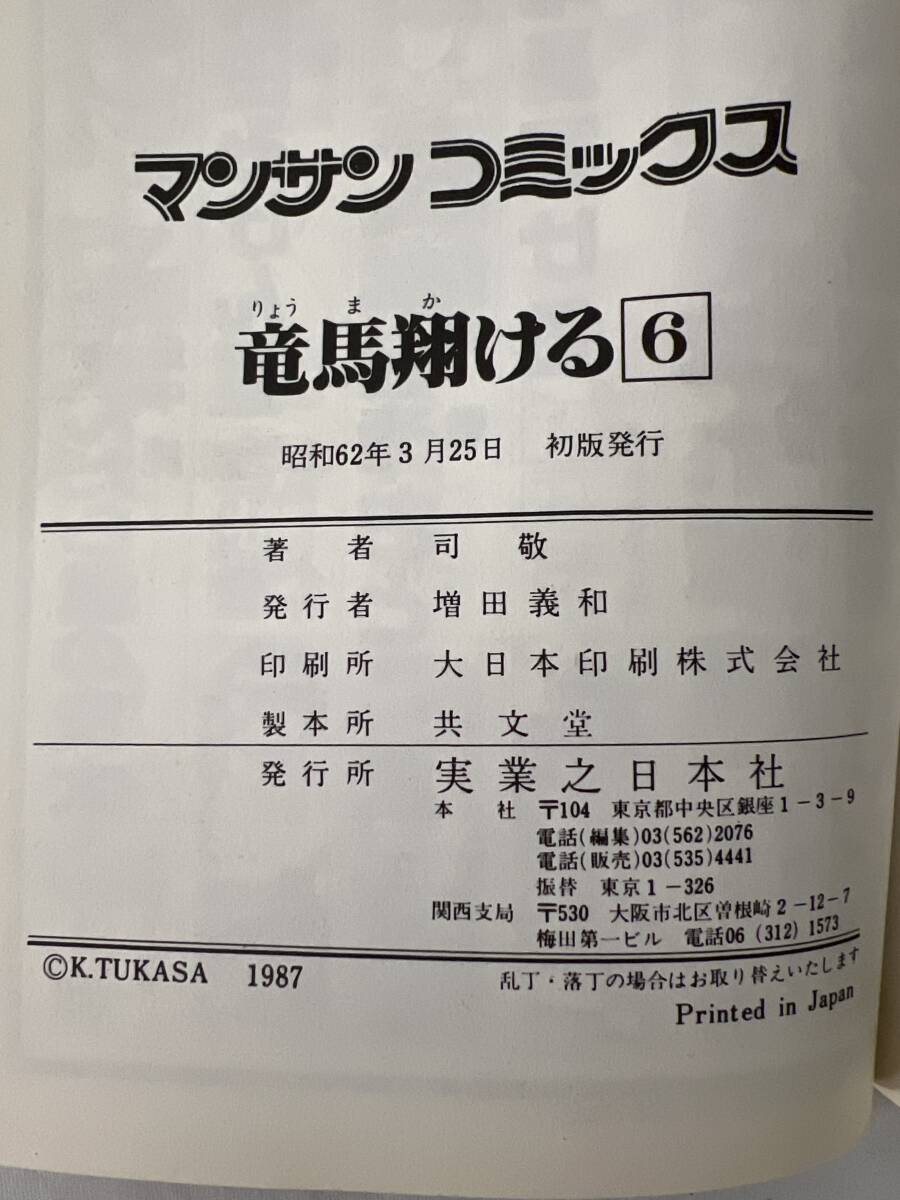 マンサンコミックス
りょうまか
竜馬翔ける6
昭和62年3月25日 初版発行
著者 司敬
発行者 増田義和
印刷所 大日本印刷株式会社
製本所 共文堂
発行所 実業之日本社
本社 〒104 東京都中央区銀座1-3-9
電話(編集)03(562)2076
電話(販売)03(535)4441
振替 東京1-326
関西支局 〒530 大阪市北区曽根崎2-12-7
梅田第一ビル 電話06(312)1573
©K.TUKASA 1987
乱丁・落丁の場合はお取り替えいたします
Printed in Japan